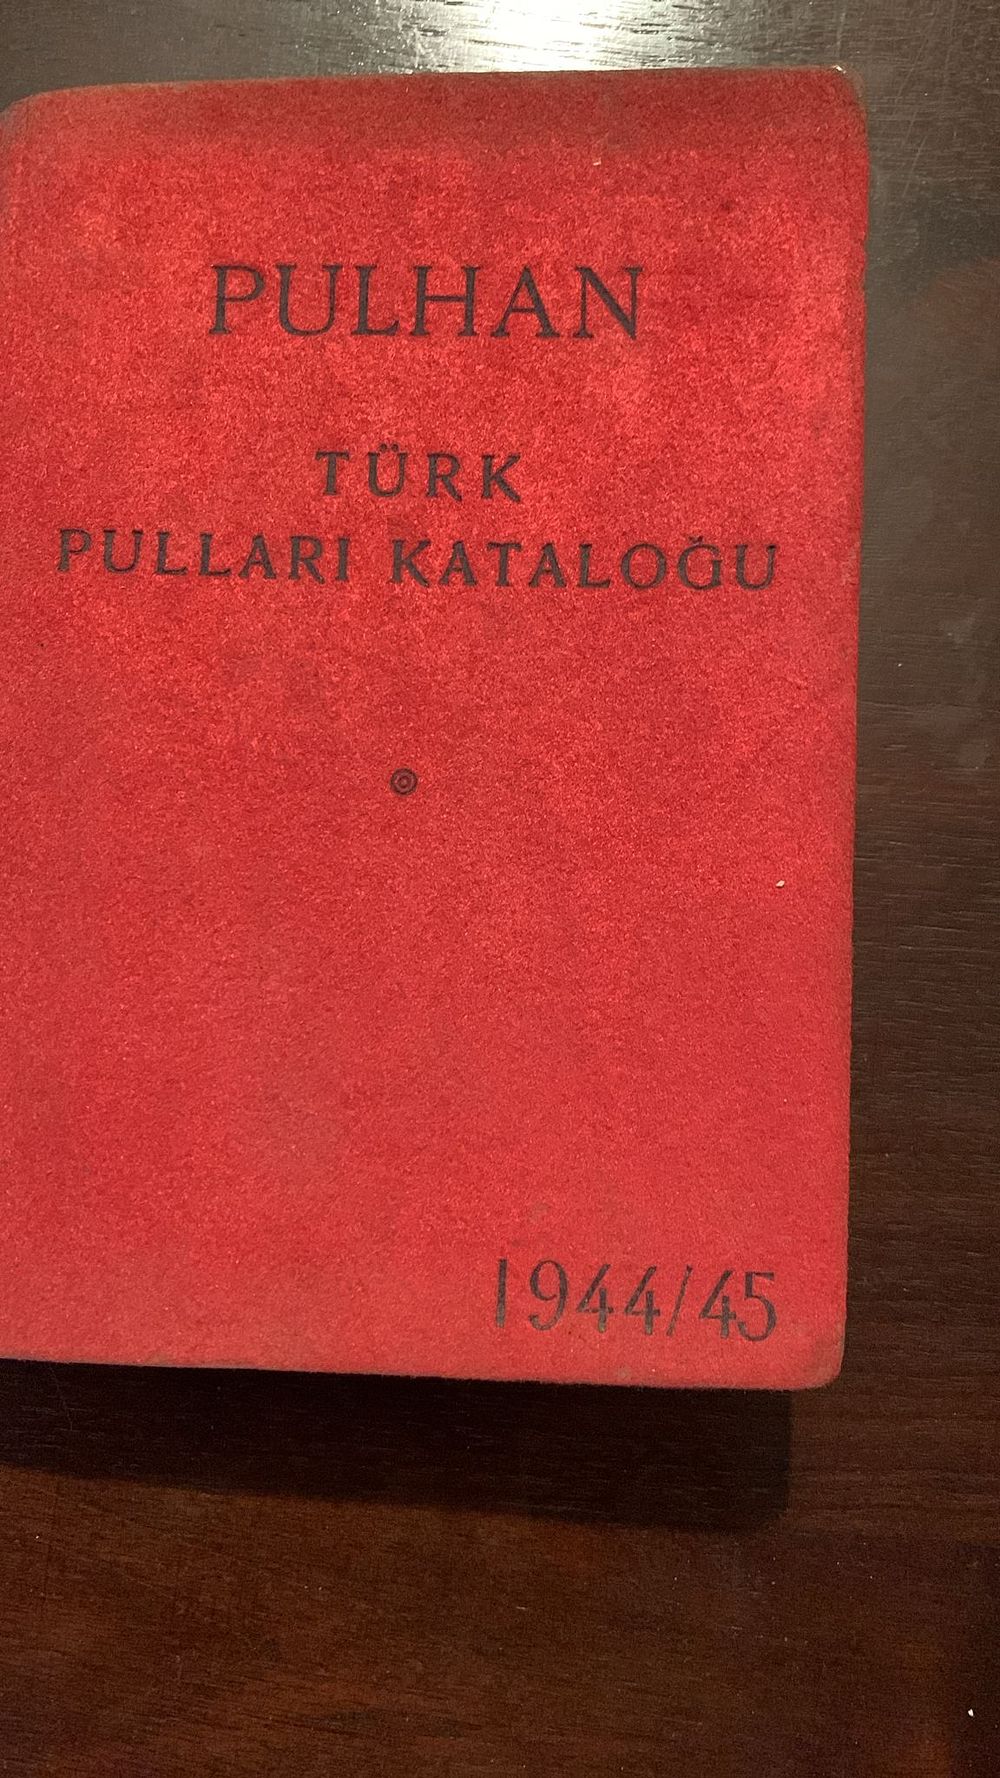 PULHAN
TÜRK
PULLARI KATALOĞU
1944/45